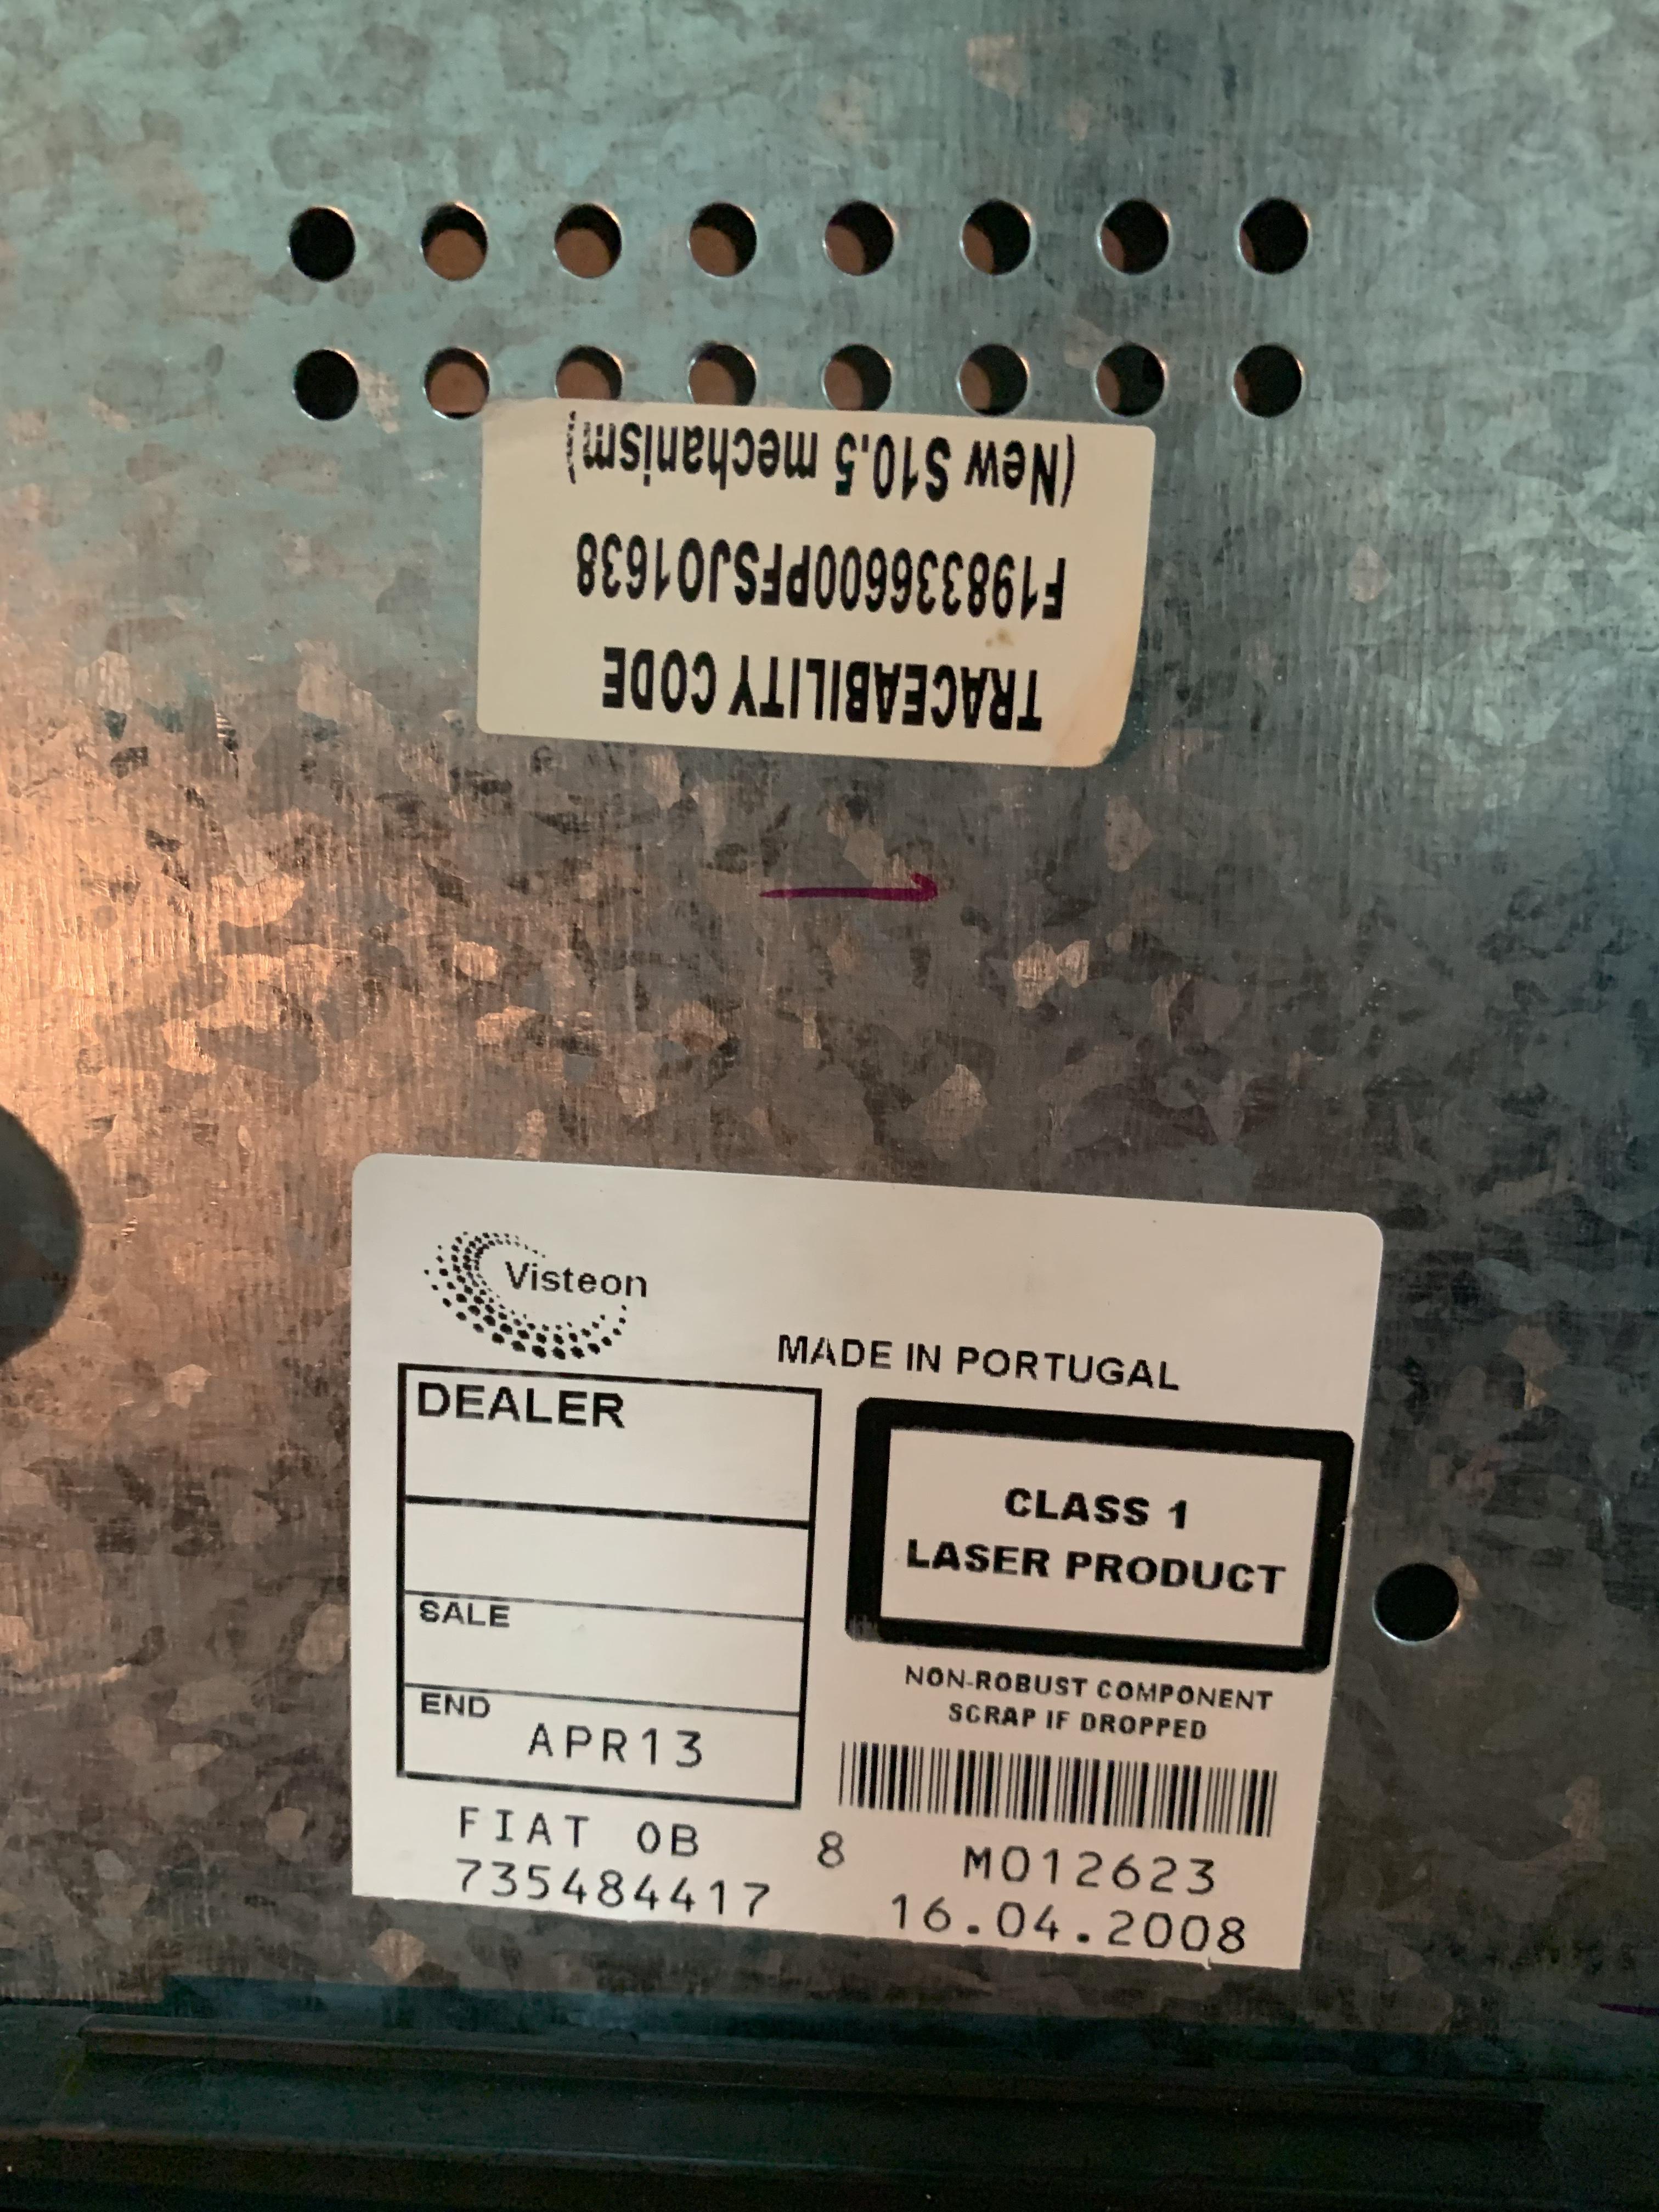 TRACEABILITY CODE
F19833660OPFSJO1638
(New S10.5 mechanism)
Visteon
MADE IN PORTUGAL
DEALER
SALE
END
APR13
CLASS 1
LASER PRODUCT
NON-ROBUST COMPONENT
SCRAP IF DROPPED
FIAT 0B 8 M012623
735484417 16.04.2008